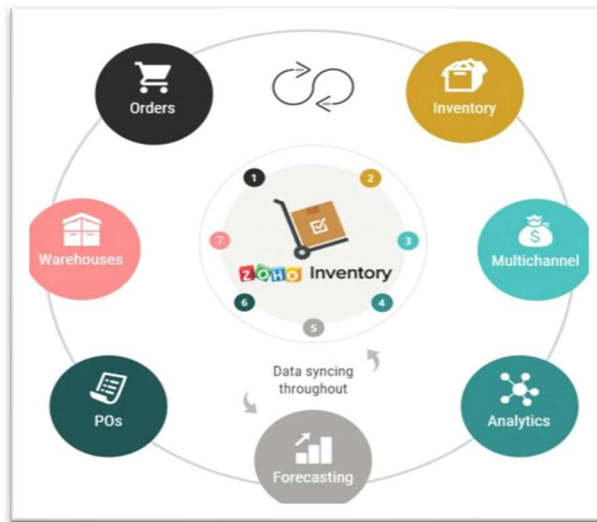 Orders
Inventory
1
2
Warehouses
7
3
Multichannel
ZOHO Inventory
6
4
5
Data syncing
throughout
POs
Analytics
Forecasting
$